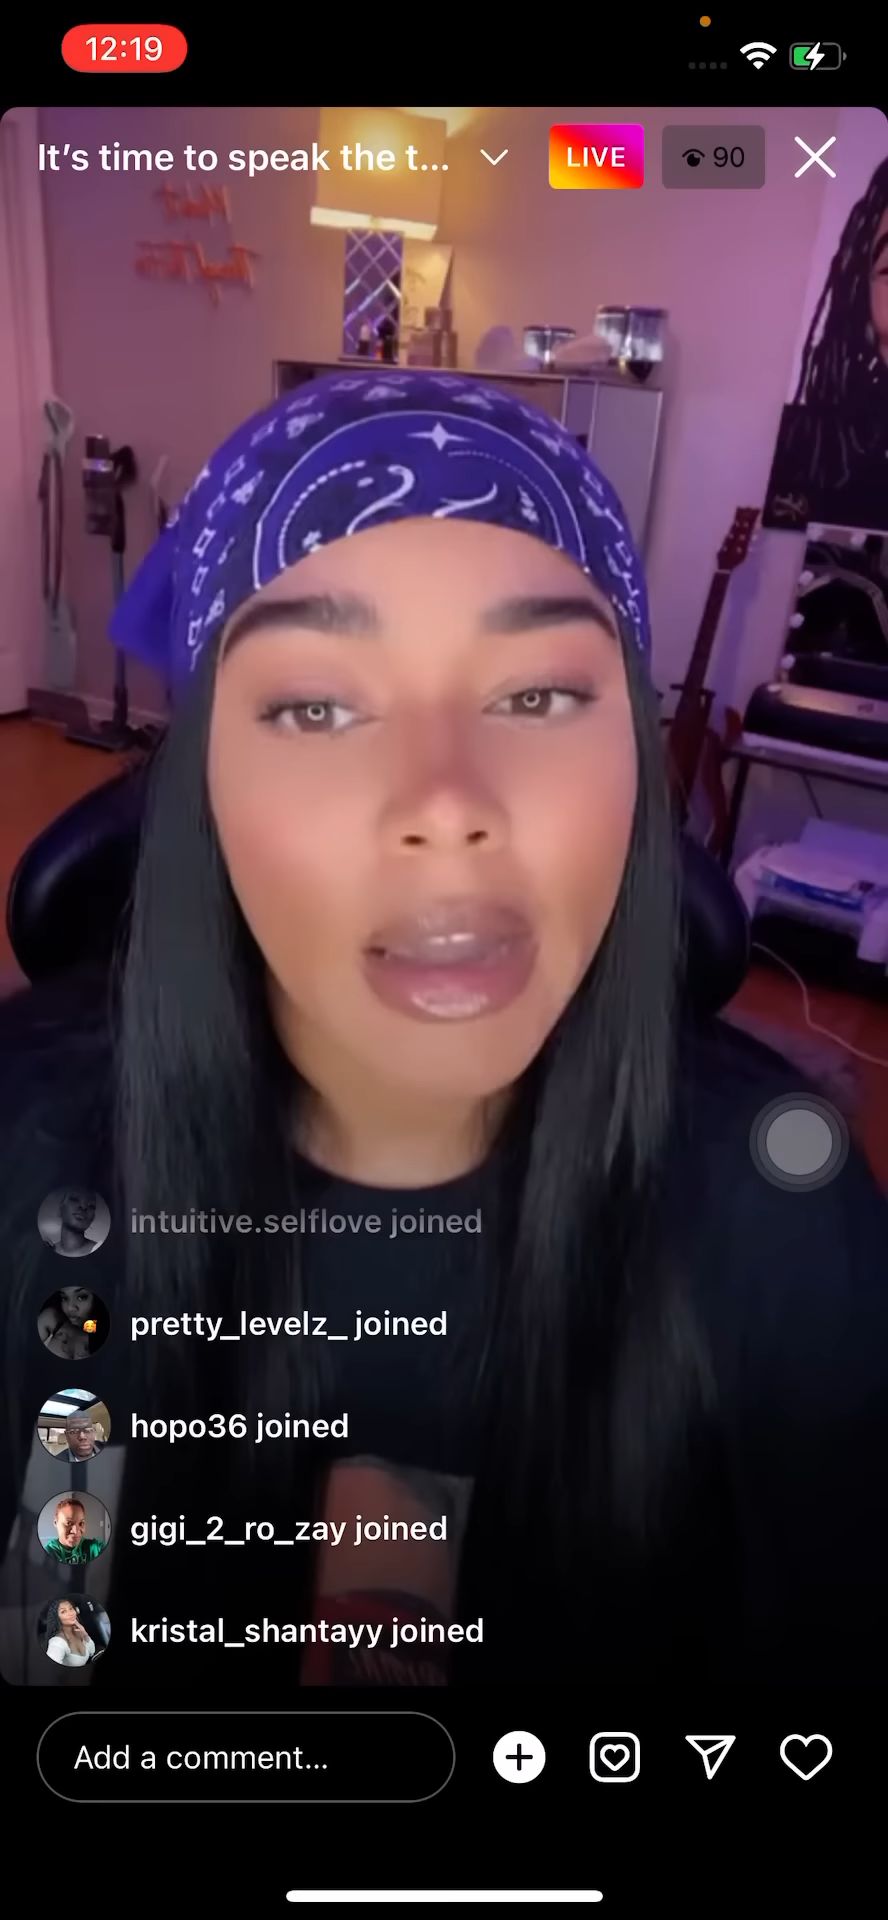 12:19
It’s time to speak the t...
LIVE
90
intuitive.selflove joined
pretty_levelz_ joined
hopo36 joined
gigi_2_ro_zay joined
kristal_shantayy joined
Add a comment...